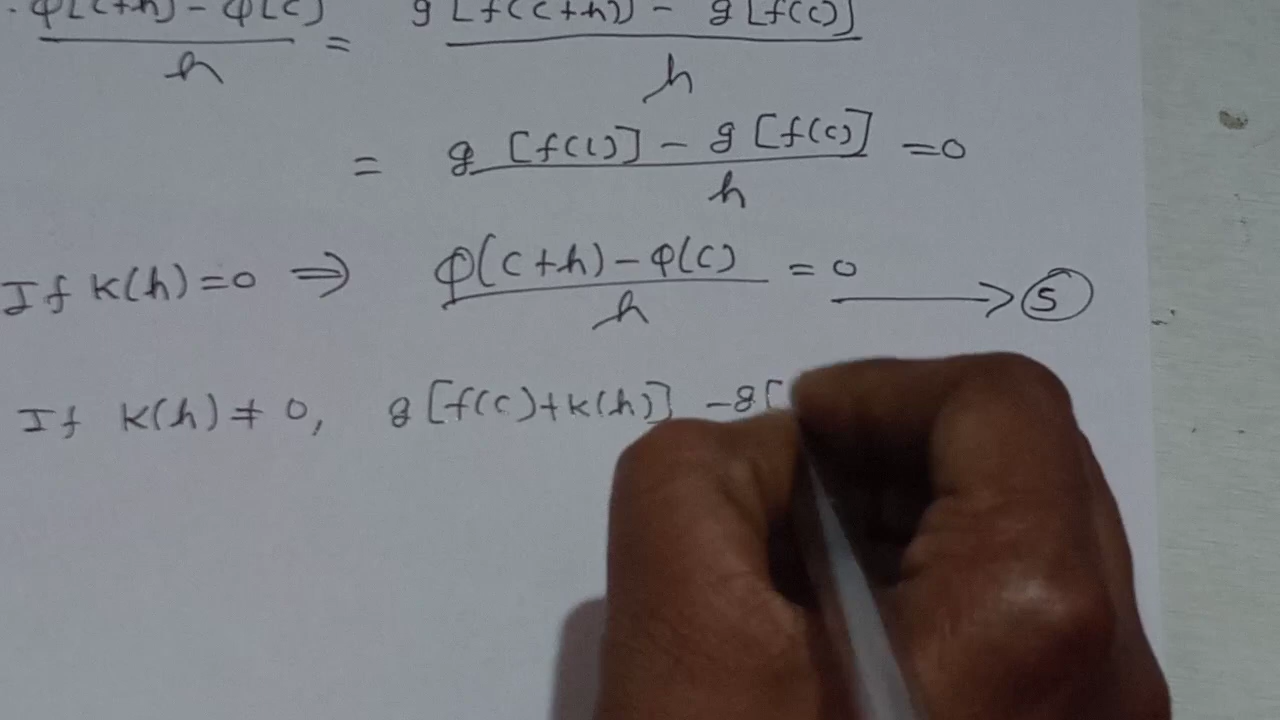 φ[c+h] - φ[c] / h = g[f(c+h)] - g[f(c)] / h
= g[f(c)] - g[f(c)] / h = 0
If K(h)=0 ⇒ φ(c+h)-φ(c) / h = 0 → ⑤
If K(h) ≠ 0, g[f(c)+K(h)] -g[